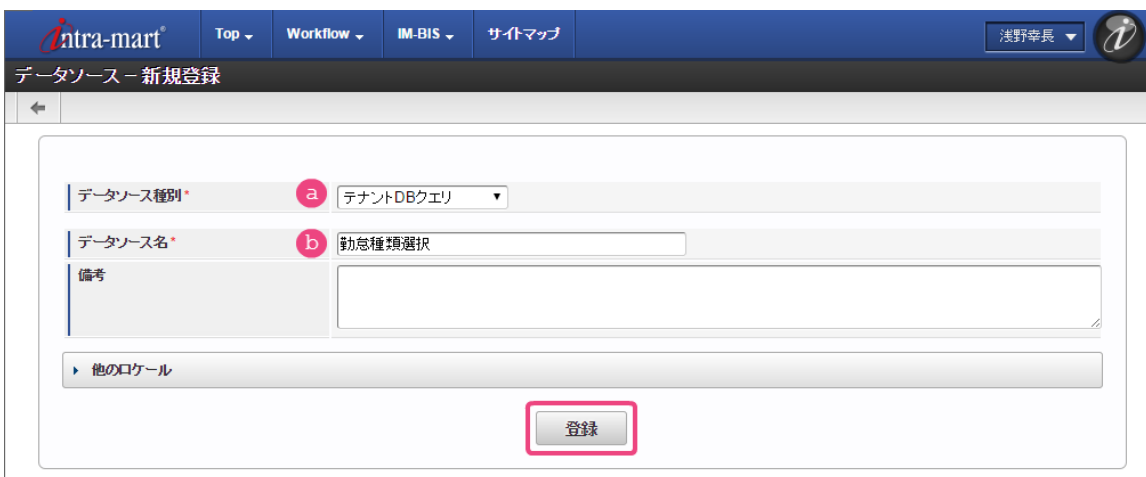 intra-mart® Top Workflow IM-BIS サイトマップ 浅野幸長
データソース - 新規登録
データソース種別* a テナントDBクエリ
データソース名* b 勤怠種類選択
備考
他のロケール
登録